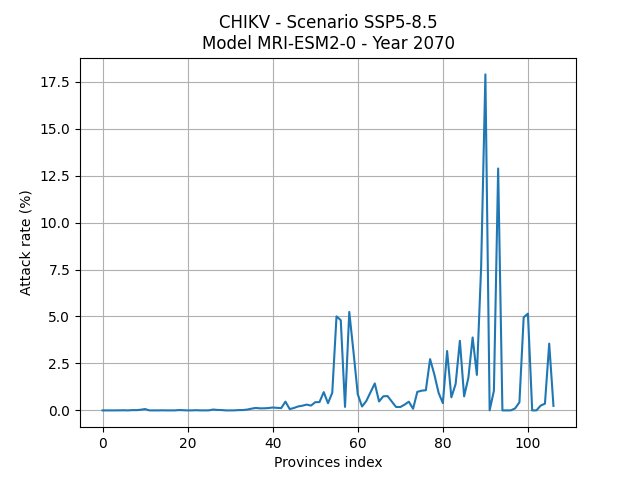 CHIKV - Scenario SSP5-8.5
Model MRI-ESM2-0 - Year 2070
17.5
15.0
12.5
10.0
7.5
5.0
2.5
0.0
Attack rate (%)
0 20 40 60 80 100
Provinces index